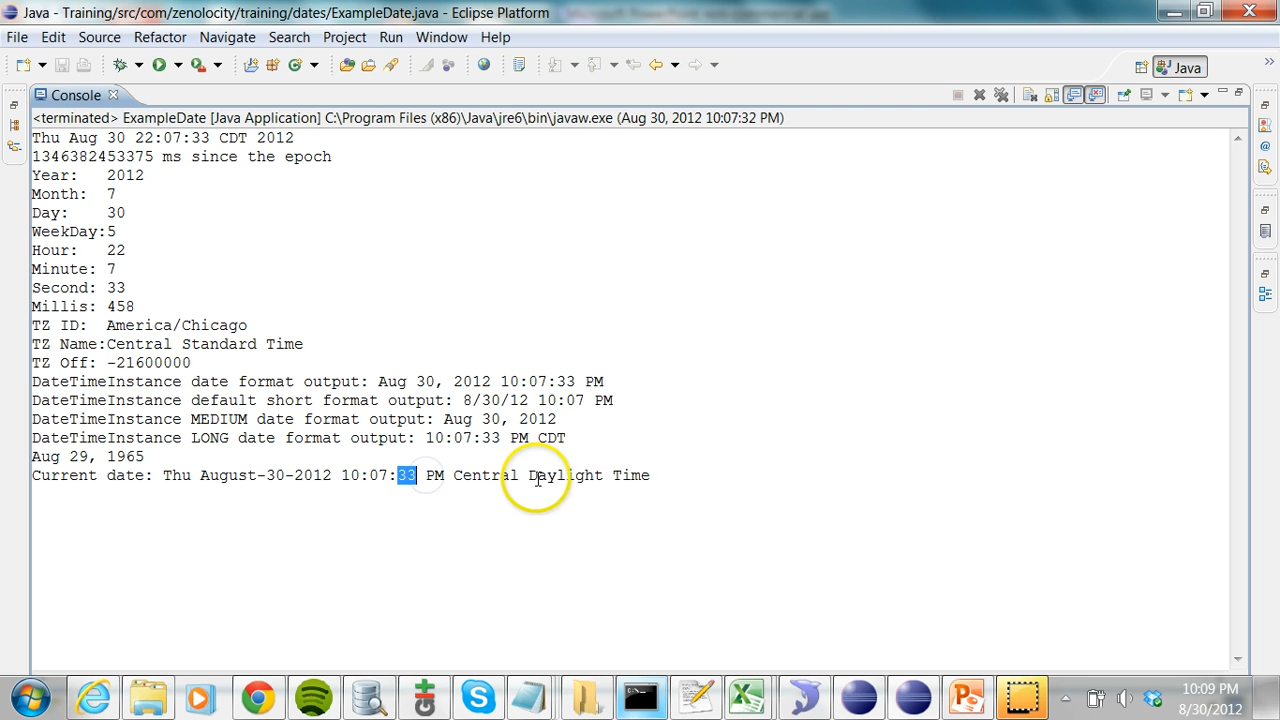 Java - Training/src/com/zenolocity/training/dates/ExampleDate.java - Eclipse Platform
File Edit Source Refactor Navigate Search Project Run Window Help
Java
Console
<terminated> ExampleDate [Java Application] C:\Program Files (x86)\Java\jre6\bin\javaw.exe (Aug 30, 2012 10:07:32 PM)
Thu Aug 30 22:07:33 CDT 2012
1346382453375 ms since the epoch
Year: 2012
Month: 7
Day: 30
WeekDay:5
Hour: 22
Minute: 7
Second: 33
Millis: 458
TZ ID: America/Chicago
TZ Name:Central Standard Time
TZ Off: -21600000
DateTimeInstance date format output: Aug 30, 2012 10:07:33 PM
DateTimeInstance default short format output: 8/30/12 10:07 PM
DateTimeInstance MEDIUM date format output: Aug 30, 2012
DateTimeInstance LONG date format output: 10:07:33 PM CDT
Aug 29, 1965
Current date: Thu August-30-2012 10:07:33 PM Central Daylight Time
10:09 PM
8/30/2012